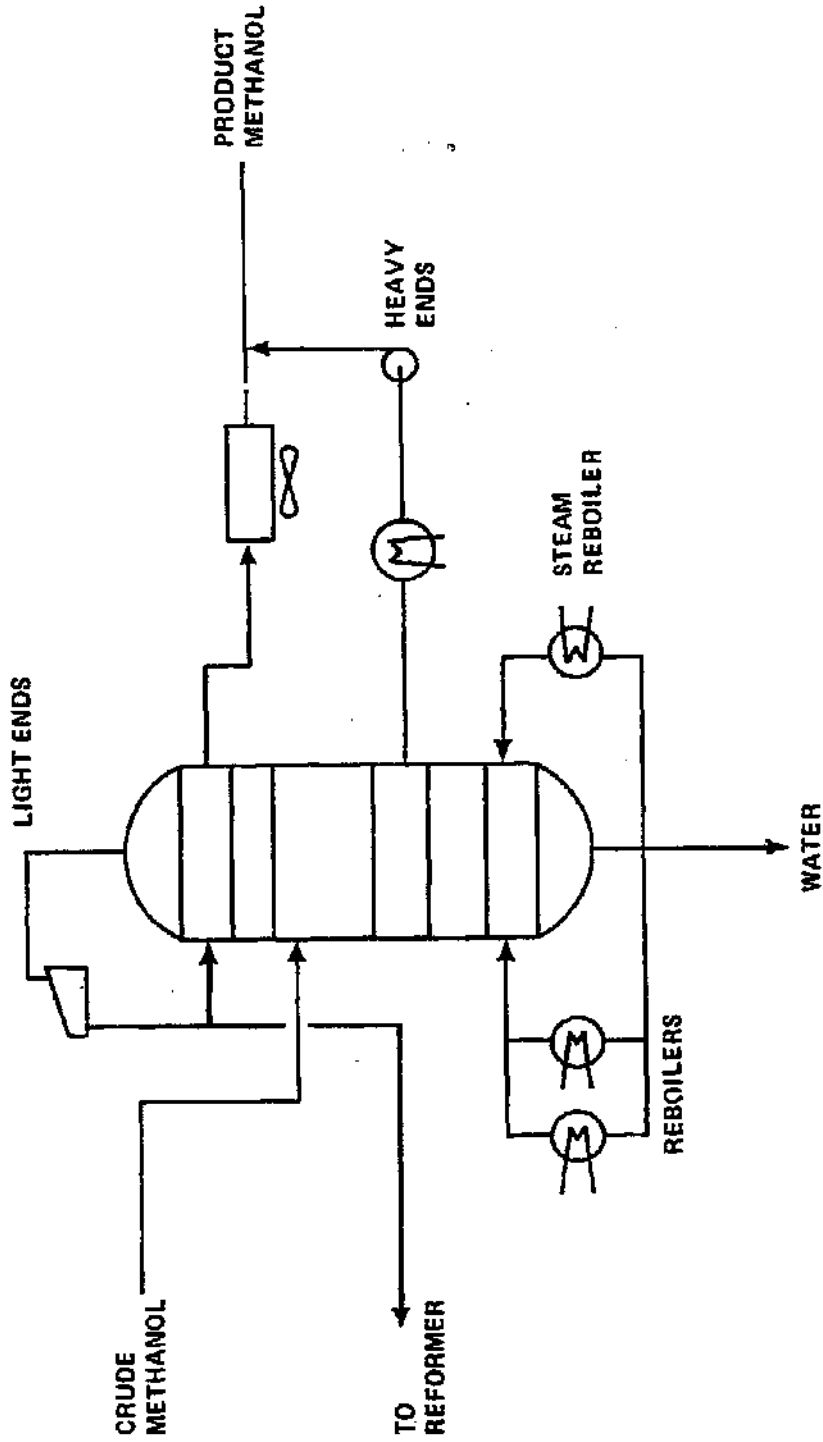 LIGHT ENDS
PRODUCT
METHANOL
HEAVY
ENDS
CRUDE
METHANOL
TO
REFORMER
STEAM
REBOILER
REBOILERS
WATER